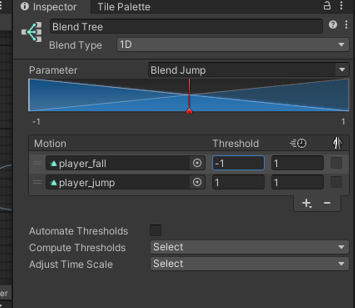 Inspector Tile Palette
Blend Tree
Blend Type 1D
Parameter Blend Jump
-1 1
Motion Threshold
player_fall -1 1
player_jump 1 1
+ −
Automate Thresholds
Compute Thresholds Select
Adjust Time Scale Select
er